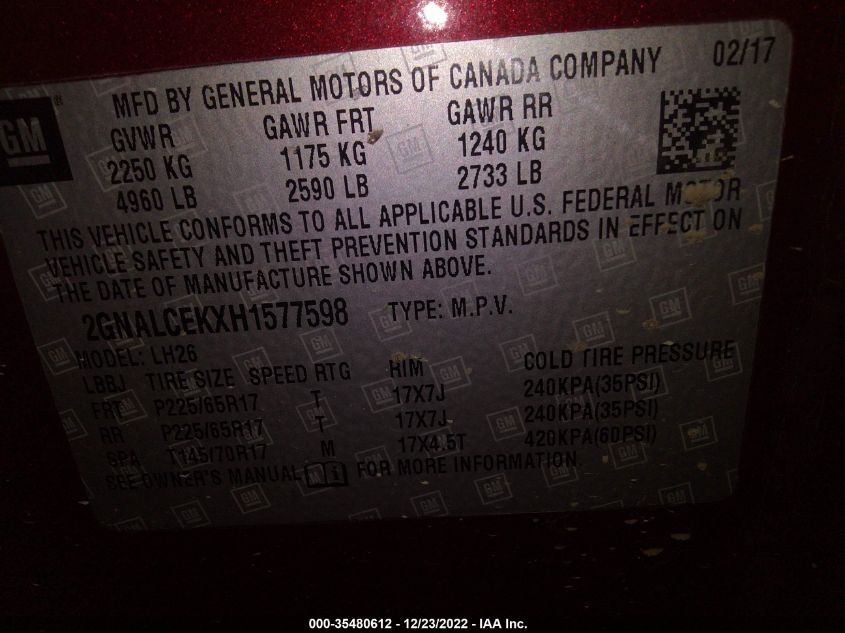 02/17
MFD BY GENERAL MOTORS OF CANADA COMPANY
GM
GVWR GAWR FRT GAWR RR
2250 KG 1175 KG 1240 KG
4960 LB 2590 LB 2733 LB
THIS VEHICLE CONFORMS TO ALL APPLICABLE U.S. FEDERAL MOTOR
VEHICLE SAFETY AND THEFT PREVENTION STANDARDS IN EFFECT ON
THE DATE OF MANUFACTURE SHOWN ABOVE.
2GNALCEKXH1577598 TYPE: M.P.V.
MODEL: LH26
LBBJ TIRE SIZE SPEED RTG RIM COLD TIRE PRESSURE
FRT P225/65R17 T 17X7J 240KPA(35PSI)
RR P225/65R17 T 17X7J 240KPA(35PSI)
SPA T145/70R17 M 17X4.5T 420KPA(60PSI)
SEE OWNER'S MANUAL FOR MORE INFORMATION.
000-35480612 - 12/23/2022 - IAA Inc.